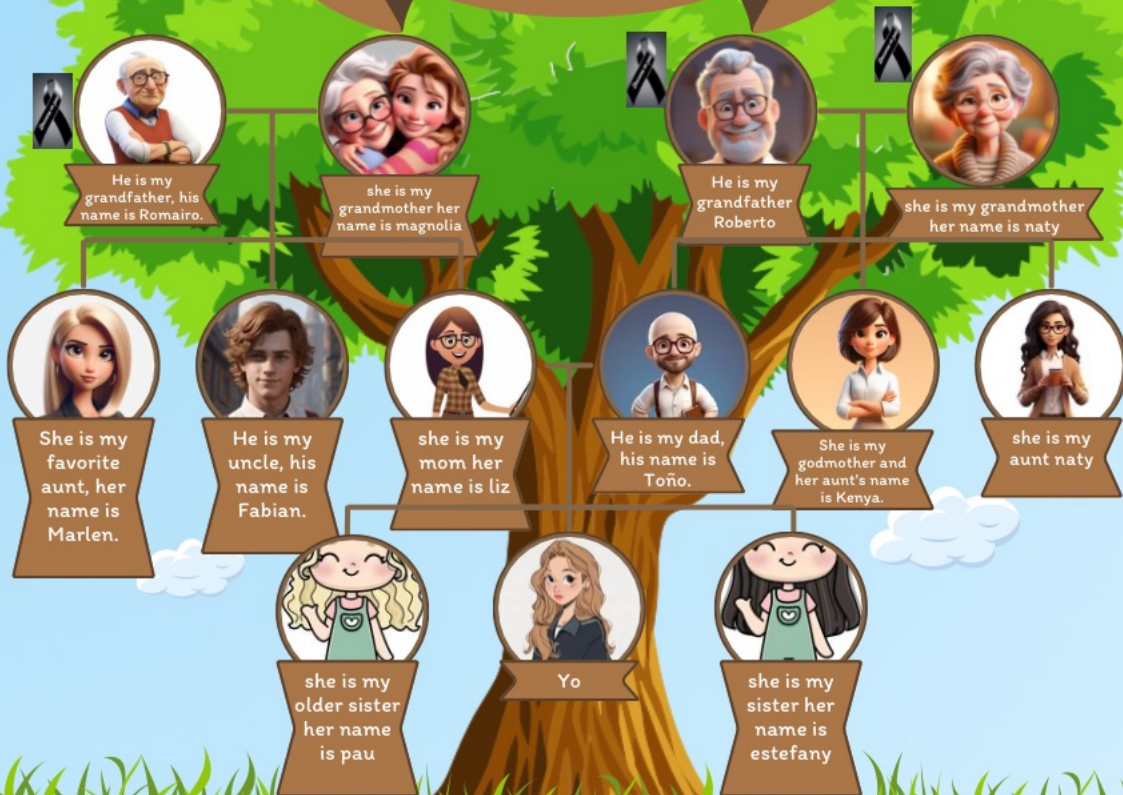 He is my
grandfather, his
name is Romairo.
she is my
grandmother her
name is magnolia
He is my
grandfather
Roberto
she is my grandmother
her name is naty
She is my
favorite
aunt, her
name is
Marlen.
He is my
uncle, his
name is
Fabian.
she is my
mom her
name is liz
He is my dad,
his name is
Toño.
She is my
godmother and
her aunt's name
is Kenya.
she is my
aunt naty
she is my
older sister
her name
is pau
Yo
she is my
sister her
name is
estefany